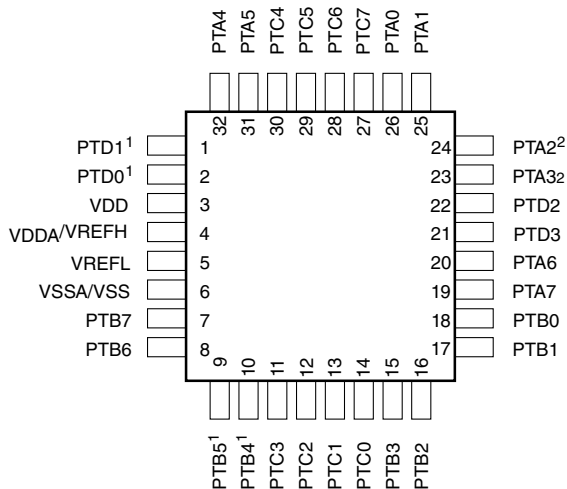 PTA4
PTA5
PTC4
PTC5
PTC6
PTC7
PTA0
PTA1
32
31
30
29
28
27
26
25
PTD1¹ 1
PTD0¹ 2
VDD 3
VDDA/VREFH 4
VREFL 5
VSSA/VSS 6
PTB7 7
PTB6 8
24 PTA2²
23 PTA32
22 PTD2
21 PTD3
20 PTA6
19 PTA7
18 PTB0
17 PTB1
9
10
11
12
13
14
15
16
PTB5¹
PTB4¹
PTC3
PTC2
PTC1
PTC0
PTB3
PTB2